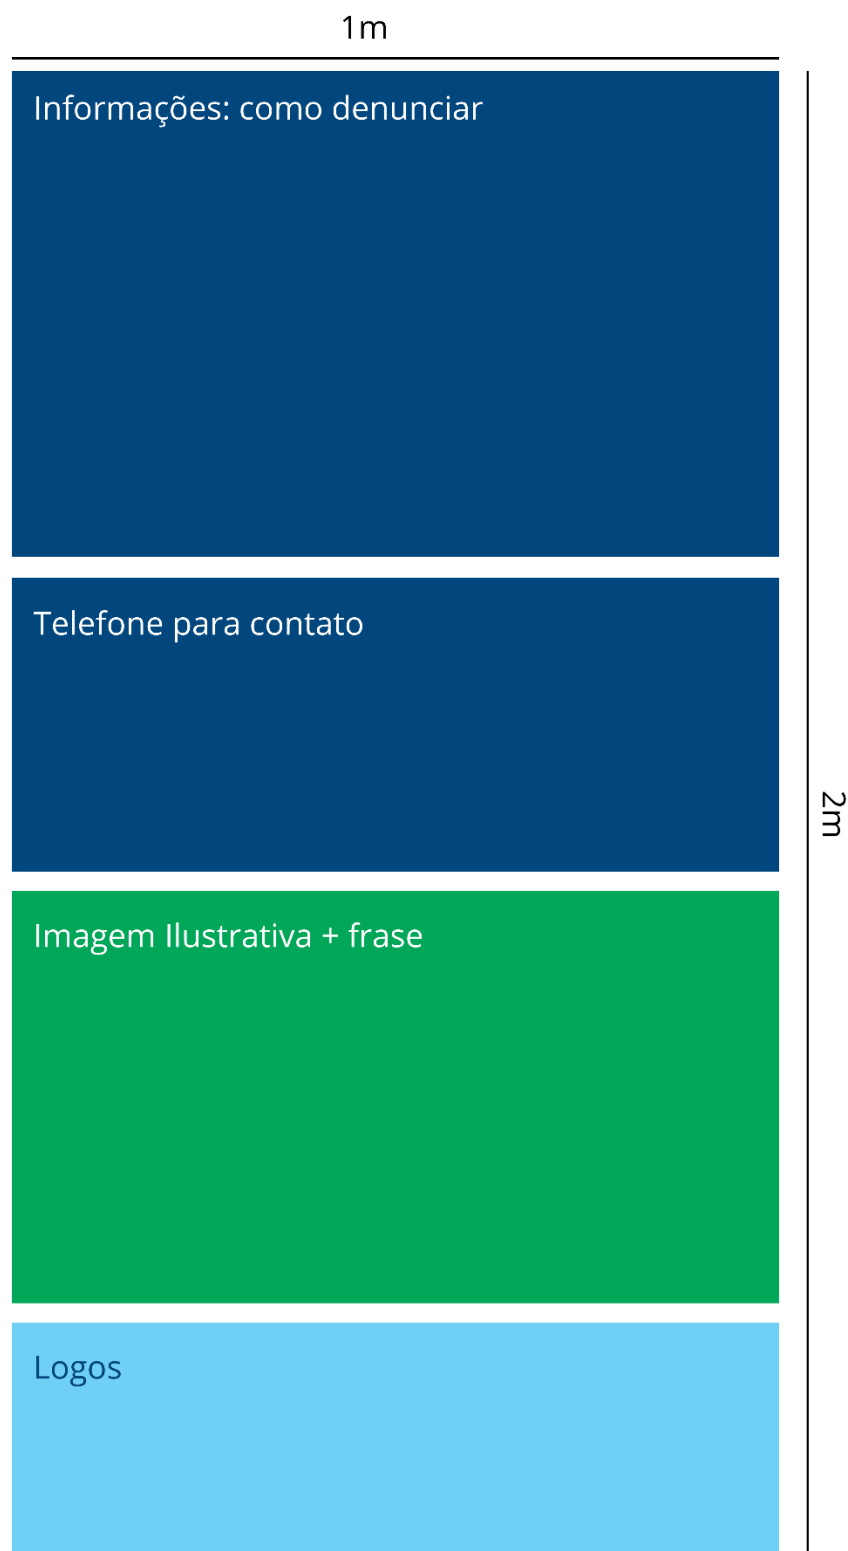 1m
Informações: como denunciar
Telefone para contato
2m
Imagem Ilustrativa + frase
Logos